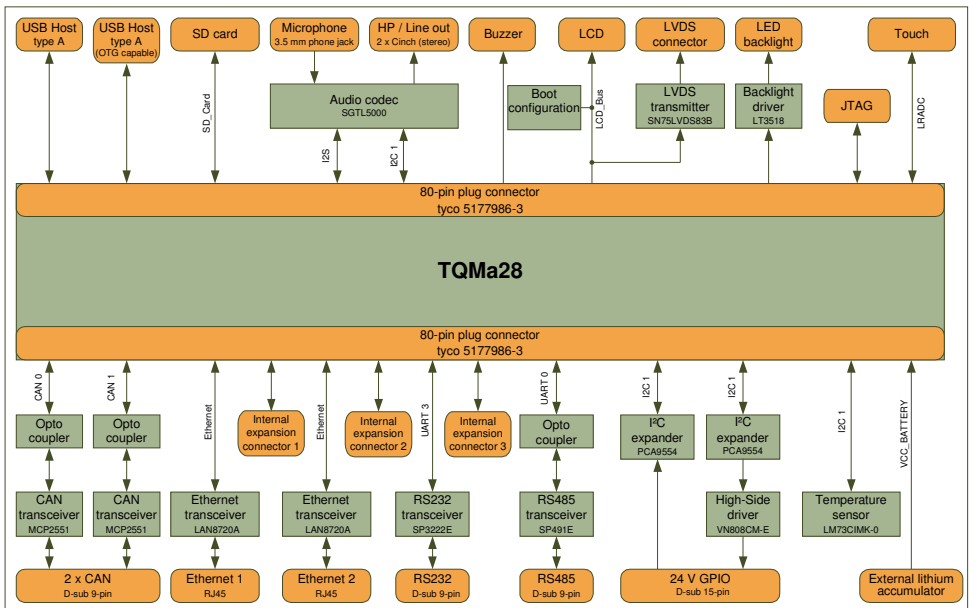 USB Host
type A
USB Host
type A
(OTG capable)
SD card
Microphone
3.5 mm phone jack
HP / Line out
2 x Cinch (stereo)
Buzzer
LCD
LVDS
connector
LED
backlight
Touch
Audio codec
SGTL5000
Boot
configuration
LVDS
transmitter
SN75LVDS83B
Backlight
driver
LT3518
JTAG
SD_Card
I2S
I2C 1
LCD_Bus
LRADC
80-pin plug connector
tyco 5177986-3
TQMa28
80-pin plug connector
tyco 5177986-3
CAN 0
CAN 1
Ethernet
Ethernet
UART 3
UART 0
I2C 1
I2C 1
I2C 1
VCC_BATTERY
Opto
coupler
Opto
coupler
Internal
expansion
connector 1
Internal
expansion
connector 2
Internal
expansion
connector 3
Opto
coupler
I²C
expander
PCA9554
I²C
expander
PCA9554
CAN
transceiver
MCP2551
CAN
transceiver
MCP2551
Ethernet
transceiver
LAN8720A
Ethernet
transceiver
LAN8720A
RS232
transceiver
SP3222E
RS485
transceiver
SP491E
High-Side
driver
VN808CM-E
Temperature
sensor
LM73CIMK-0
2 x CAN
D-sub 9-pin
Ethernet 1
RJ45
Ethernet 2
RJ45
RS232
D-sub 9-pin
RS485
D-sub 9-pin
24 V GPIO
D-sub 15-pin
External lithium
accumulator